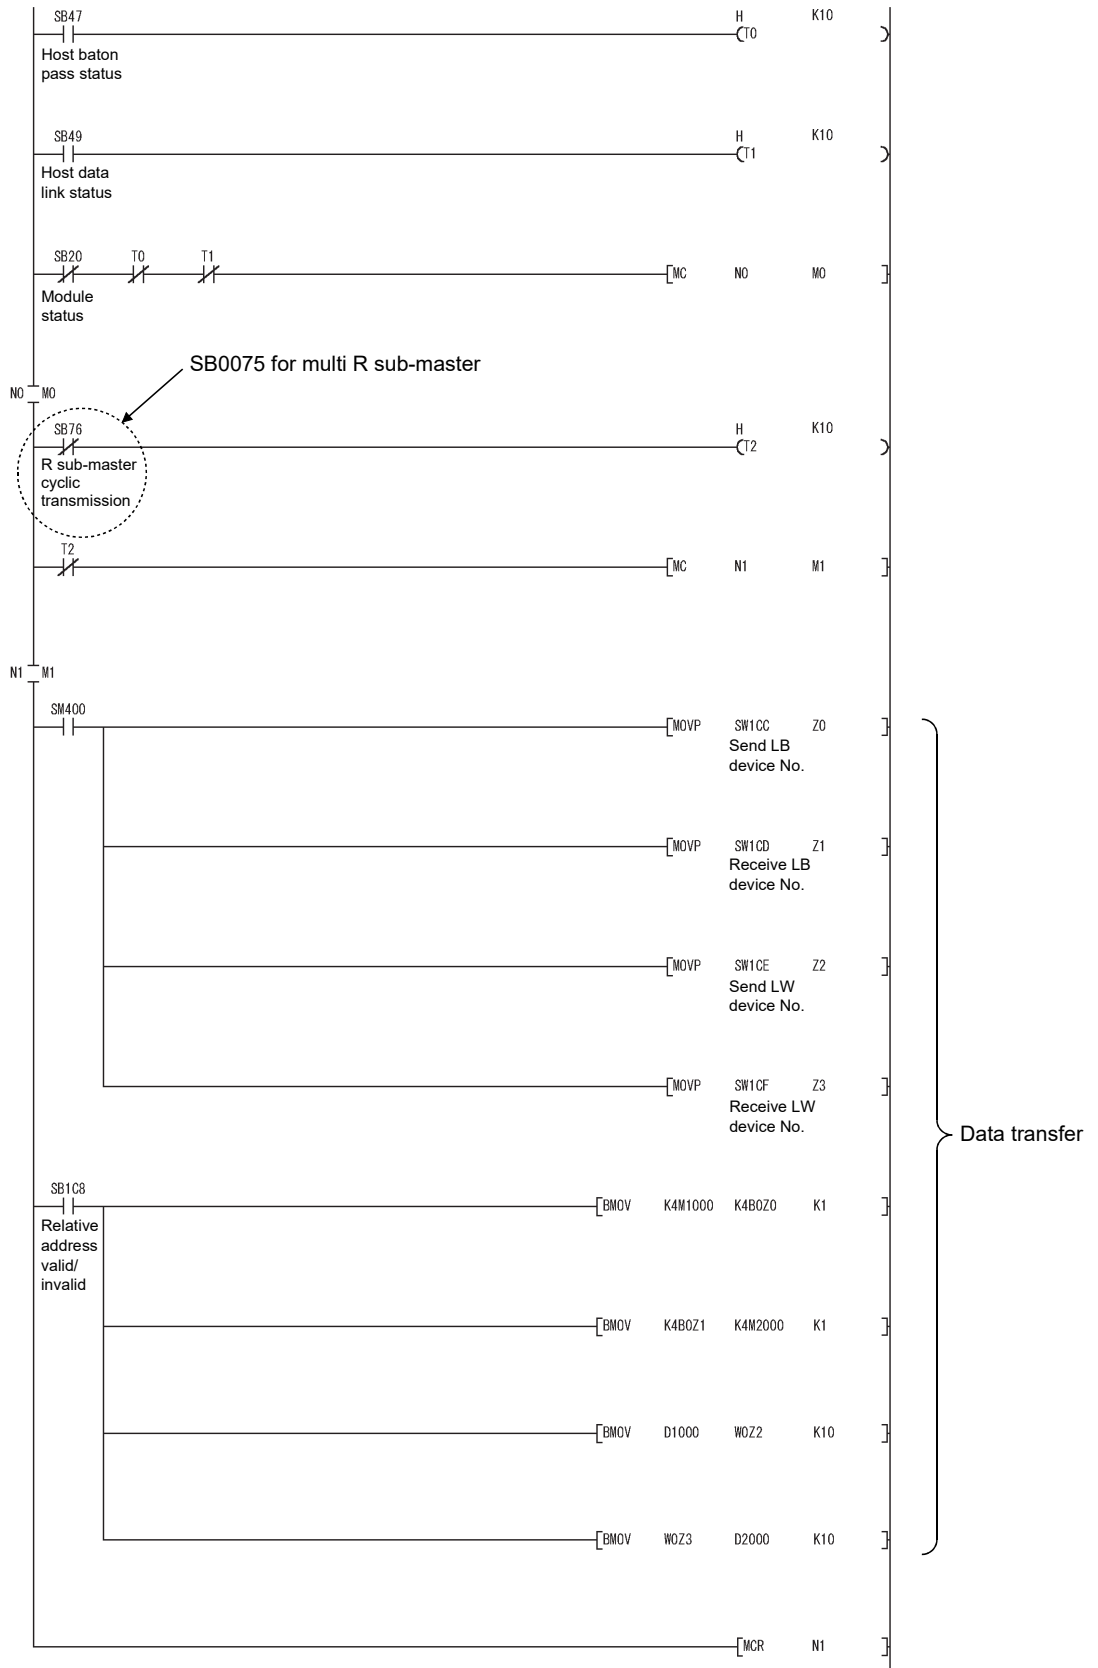 SB47 H K10
T0
Host baton
pass status
SB49 H K10
T1
Host data
link status
SB20 T0 T1
MC N0 M0
Module
status
SB0075 for multi R sub-master
N0 M0
SB76 H K10
T2
R sub-master
cyclic
transmission
T2
MC N1 M1
N1 M1
SM400
MOVP SW1CC Z0
Send LB
device No.
MOVP SW1CD Z1
Receive LB
device No.
MOVP SW1CE Z2
Send LW
device No.
MOVP SW1CF Z3
Receive LW
device No.
Data transfer
SB1C8
BMOV K4M1000 K4B0Z0 K1
Relative
address
valid/
invalid
BMOV K4B0Z1 K4M2000 K1
BMOV D1000 W0Z2 K10
BMOV W0Z3 D2000 K10
MCR N1